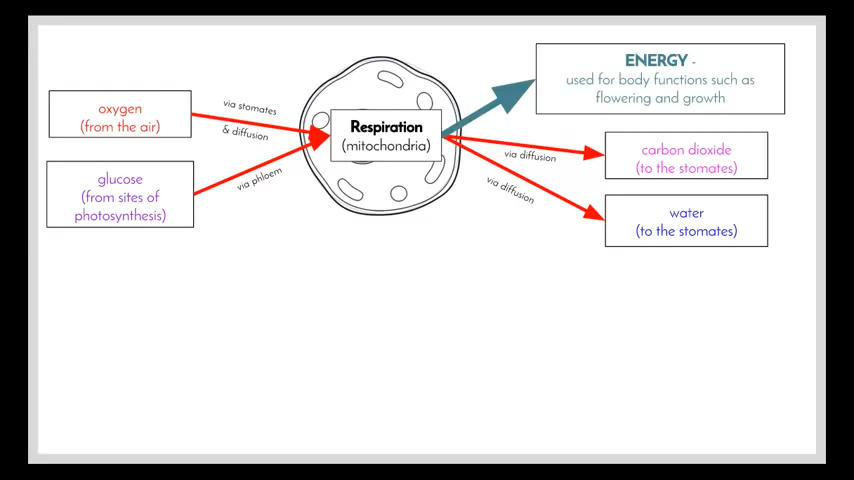 oxygen
(from the air)
glucose
(from sites of
photosynthesis)
via stomates
& diffusion
via phloem
Respiration
(mitochondria)
ENERGY -
used for body functions such as
flowering and growth
via diffusion
carbon dioxide
(to the stomates)
via diffusion
water
(to the stomates)